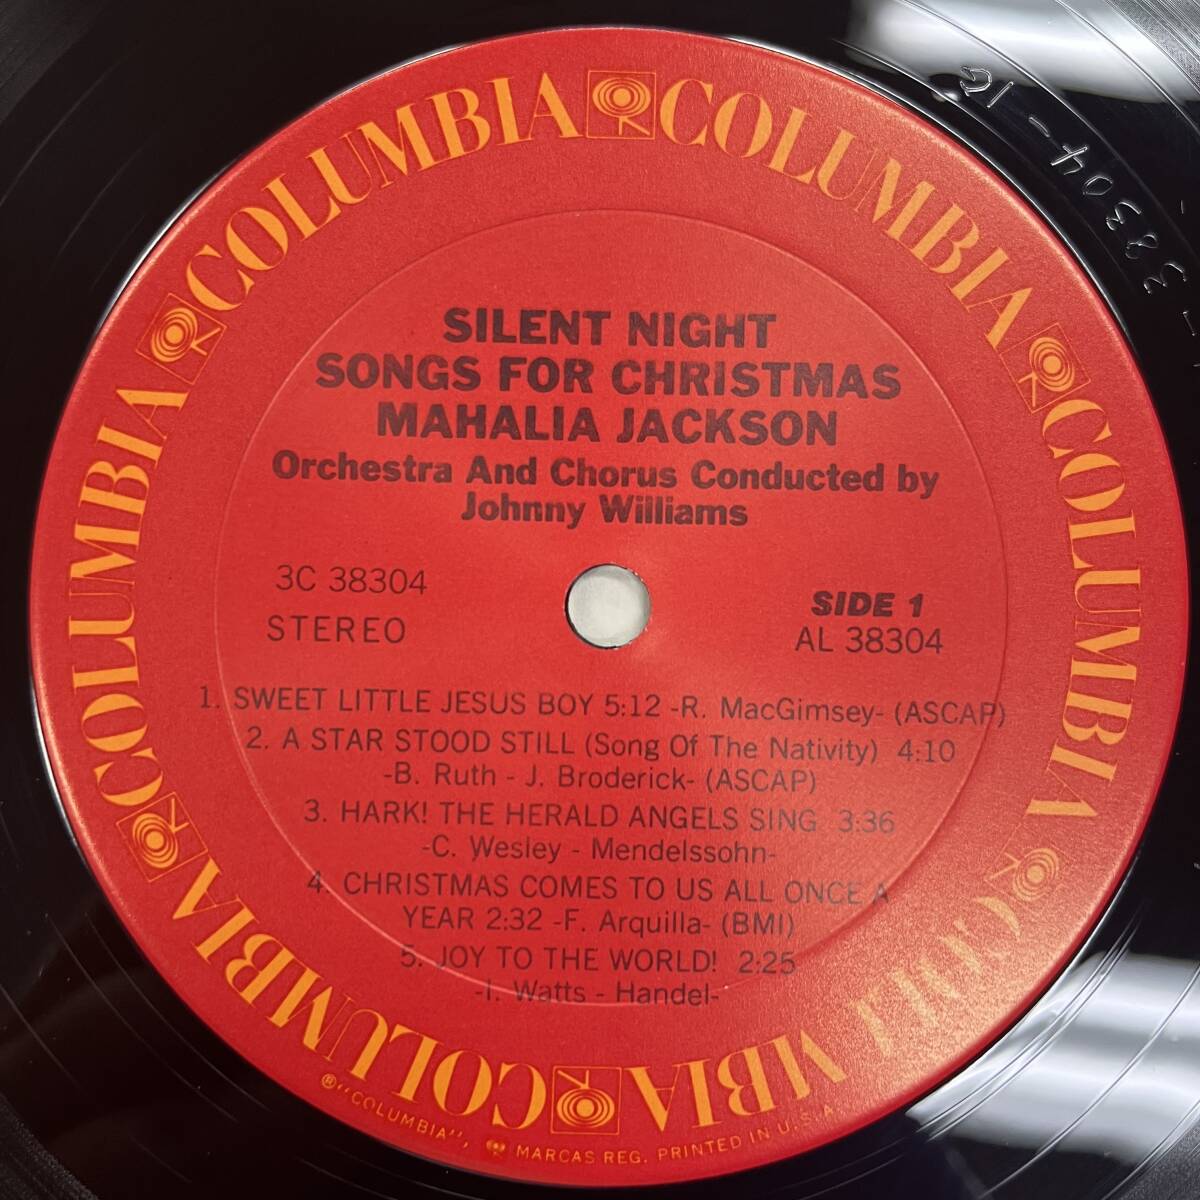 COLUMBIA COLUMBIA COLUMBIA COLUMBIA COLUMBIA COLUMBIA COLUMBIA
SILENT NIGHT
SONGS FOR CHRISTMAS
MAHALIA JACKSON
Orchestra And Chorus Conducted by
Johnny Williams
3C 38304
STEREO
SIDE 1
AL 38304
1. SWEET LITTLE JESUS BOY 5:12 -R. MacGimsey- (ASCAP)
2. A STAR STOOD STILL (Song Of The Nativity) 4:10
-B. Ruth - J. Broderick- (ASCAP)
3. HARK! THE HERALD ANGELS SING 3:36
-C. Wesley - Mendelssohn-
4. CHRISTMAS COMES TO US ALL ONCE A
YEAR 2:32 -F. Arquilla- (BMI)
5. JOY TO THE WORLD! 2:25
-I. Watts - Handel-
® "COLUMBIA", MARCAS REG. PRINTED IN U.S.A.